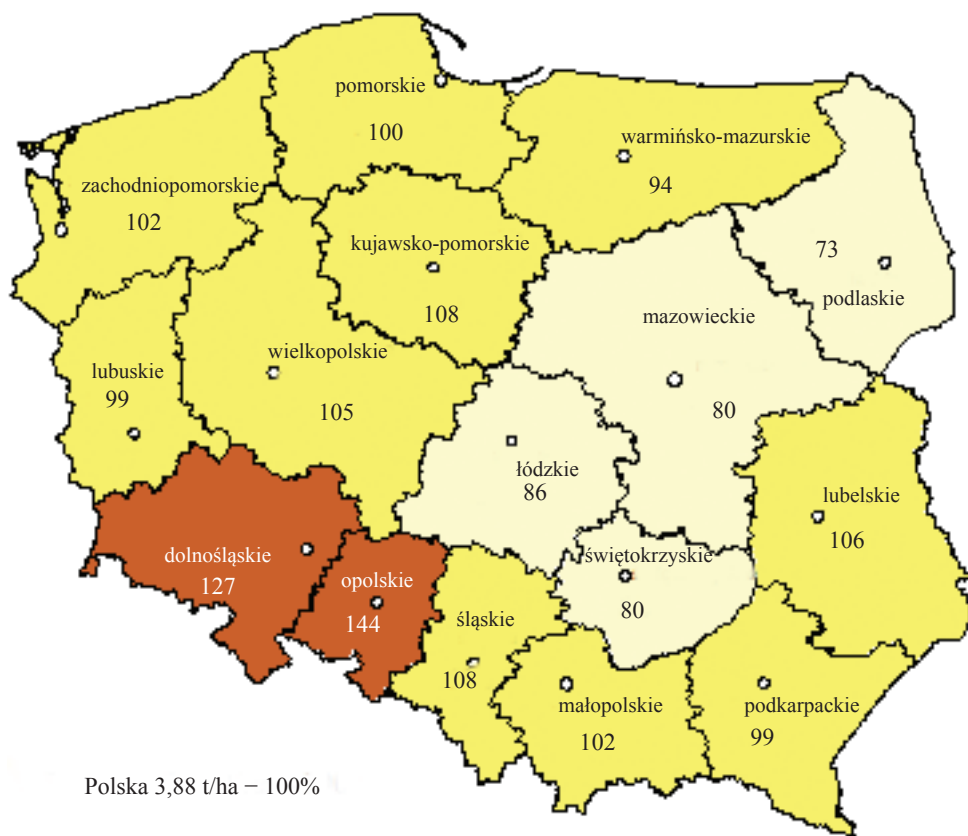 pomorskie
100
warmińsko-mazurskie
94
zachodniopomorskie
102
kujawsko-pomorskie
108
73
podlaskie
mazowieckie
80
wielkopolskie
105
lubuskie
99
łódzkie
86
lubelskie
106
dolnośląskie
127
opolskie
144
świętokrzyskie
80
śląskie
108
małopolskie
102
podkarpackie
99
Polska 3,88 t/ha − 100%